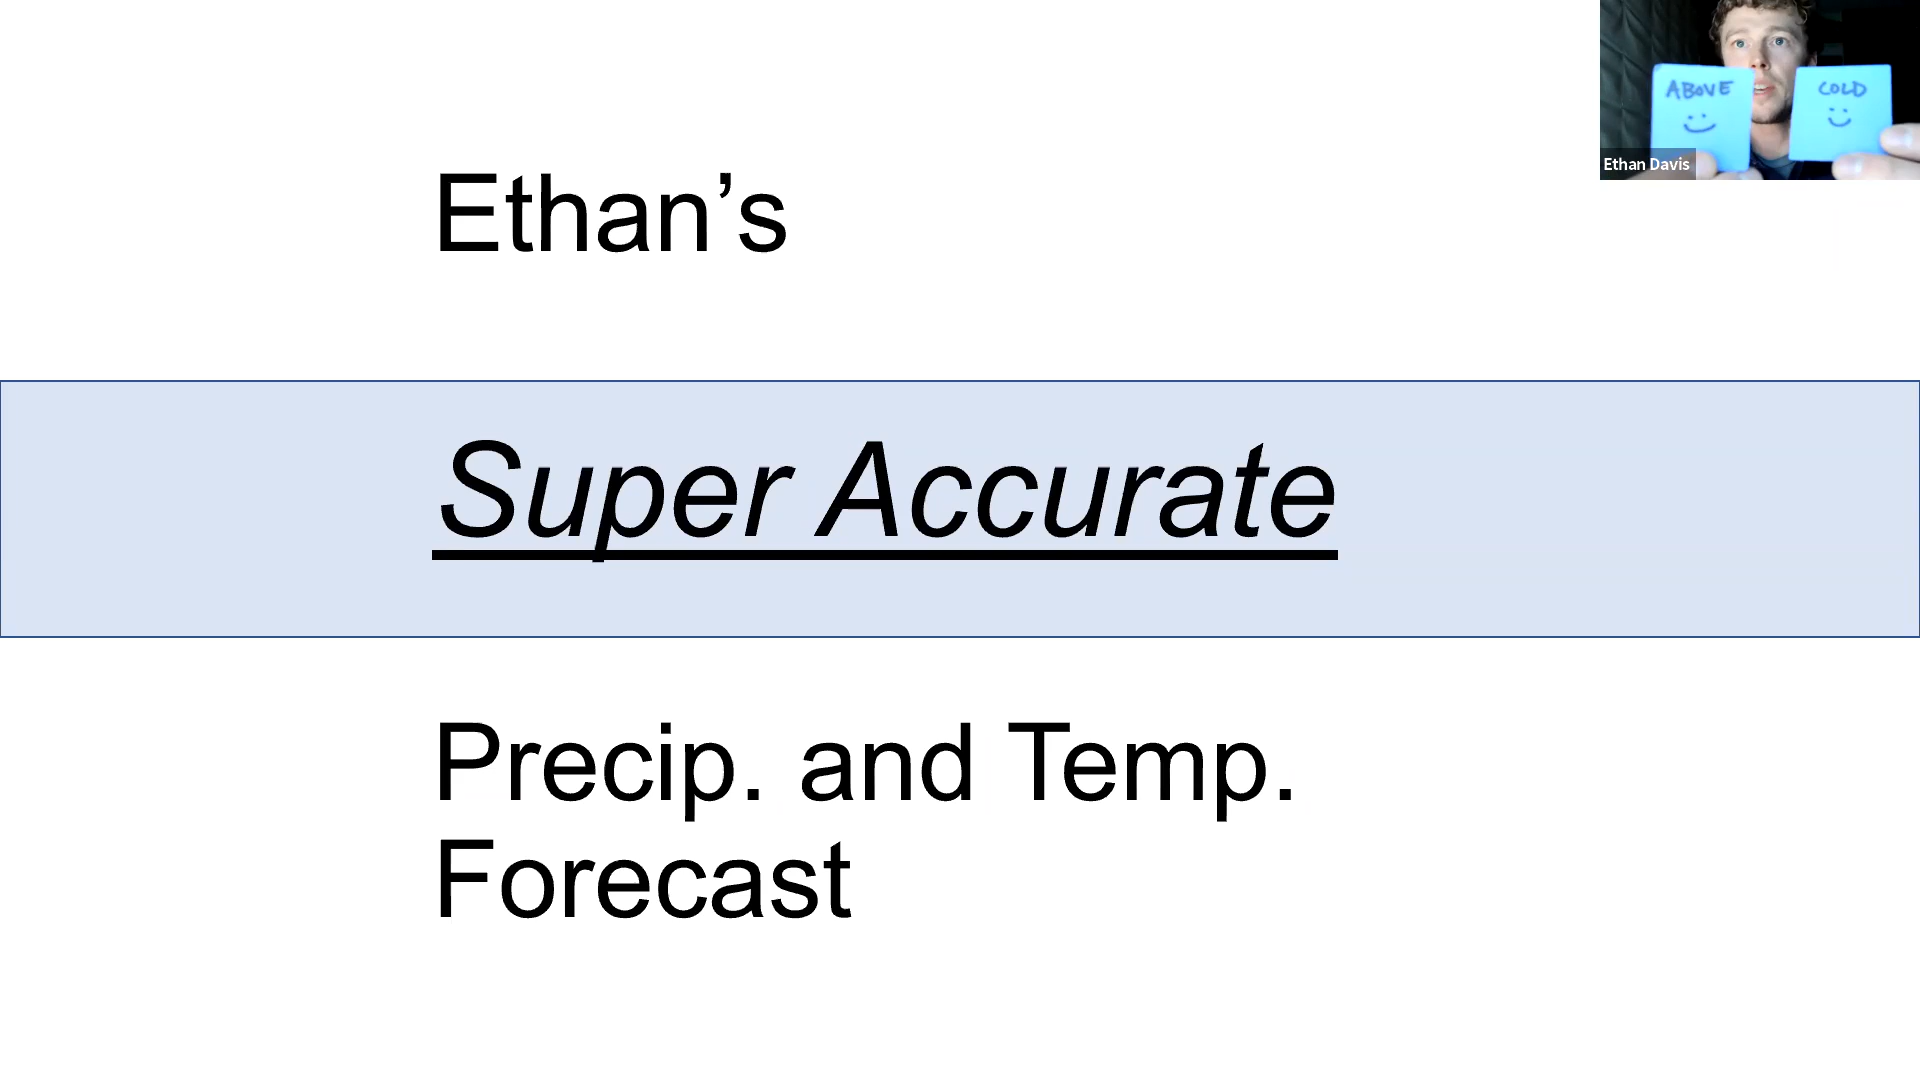 Ethan’s
Super Accurate
Precip. and Temp.
Forecast
ABOVE
COLD
Ethan Davis